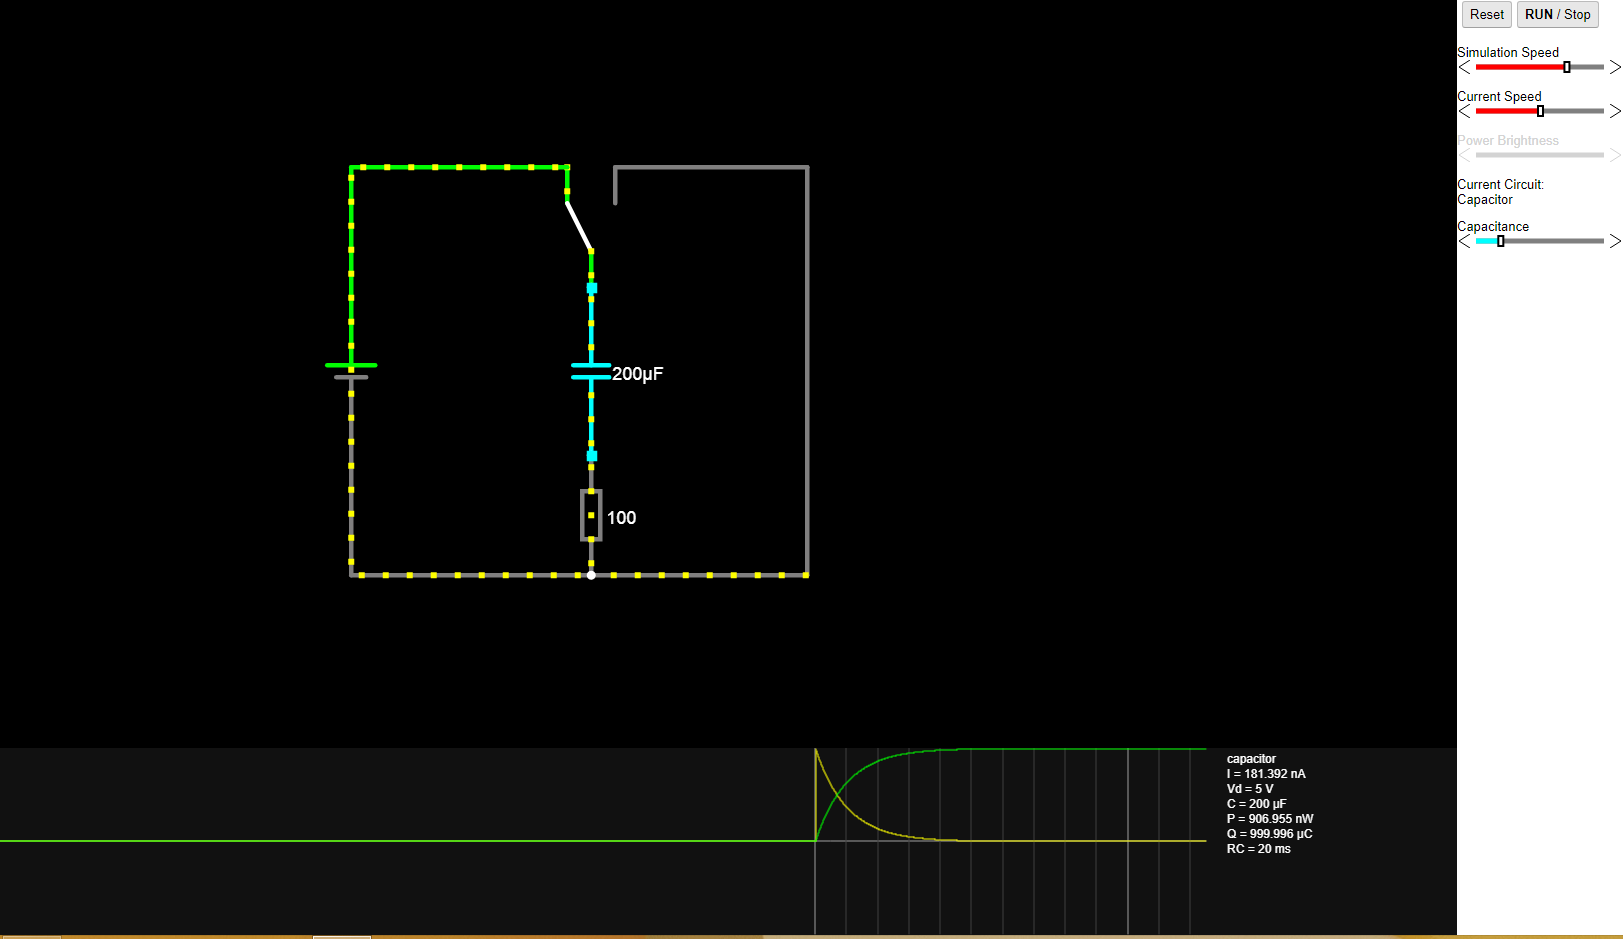 Reset
RUN / Stop
Simulation Speed
Current Speed
Power Brightness
Current Circuit:
Capacitor
Capacitance
200µF
100
capacitor
I = 181.392 nA
Vd = 5 V
C = 200 µF
P = 906.955 nW
Q = 999.996 µC
RC = 20 ms